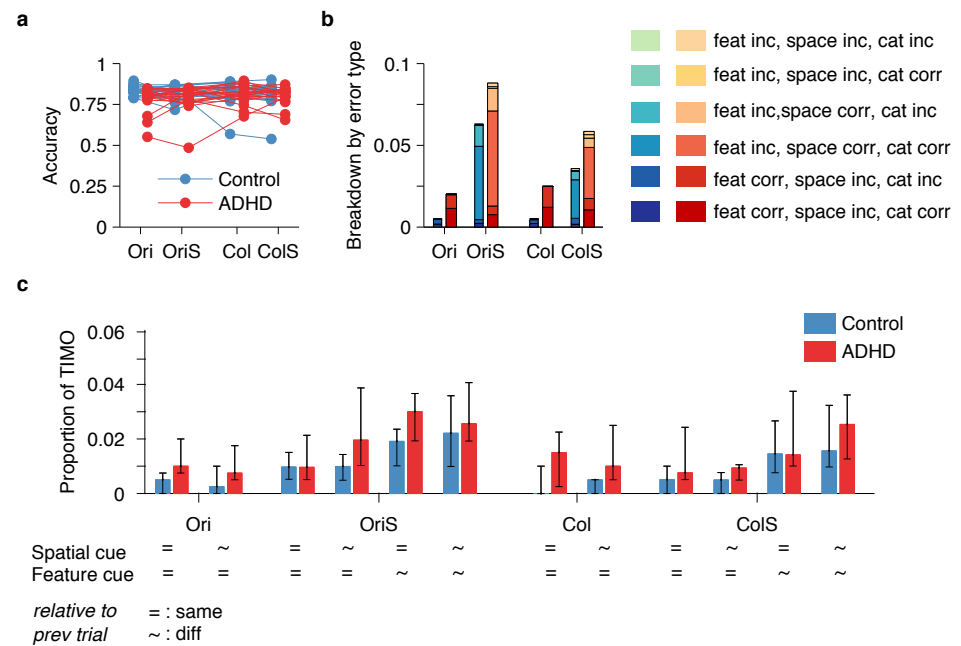 a
1
0.75
0.5
0.25
0
Accuracy
Control
ADHD
Ori OriS Col ColS
b
0.1
0.05
0
Breakdown by error type
Ori OriS Col ColS
feat inc, space inc, cat inc
feat inc, space inc, cat corr
feat inc,space corr, cat inc
feat inc, space corr, cat corr
feat corr, space inc, cat inc
feat corr, space inc, cat corr
c
0.06
0.04
0.02
0
Proportion of TIMO
Control
ADHD
Ori OriS Col ColS
Spatial cue = ~ = ~ = ~ = ~ = ~ = ~
Feature cue = = = = ~ ~ = = = = ~ ~
relative to = : same
prev trial ~ : diff